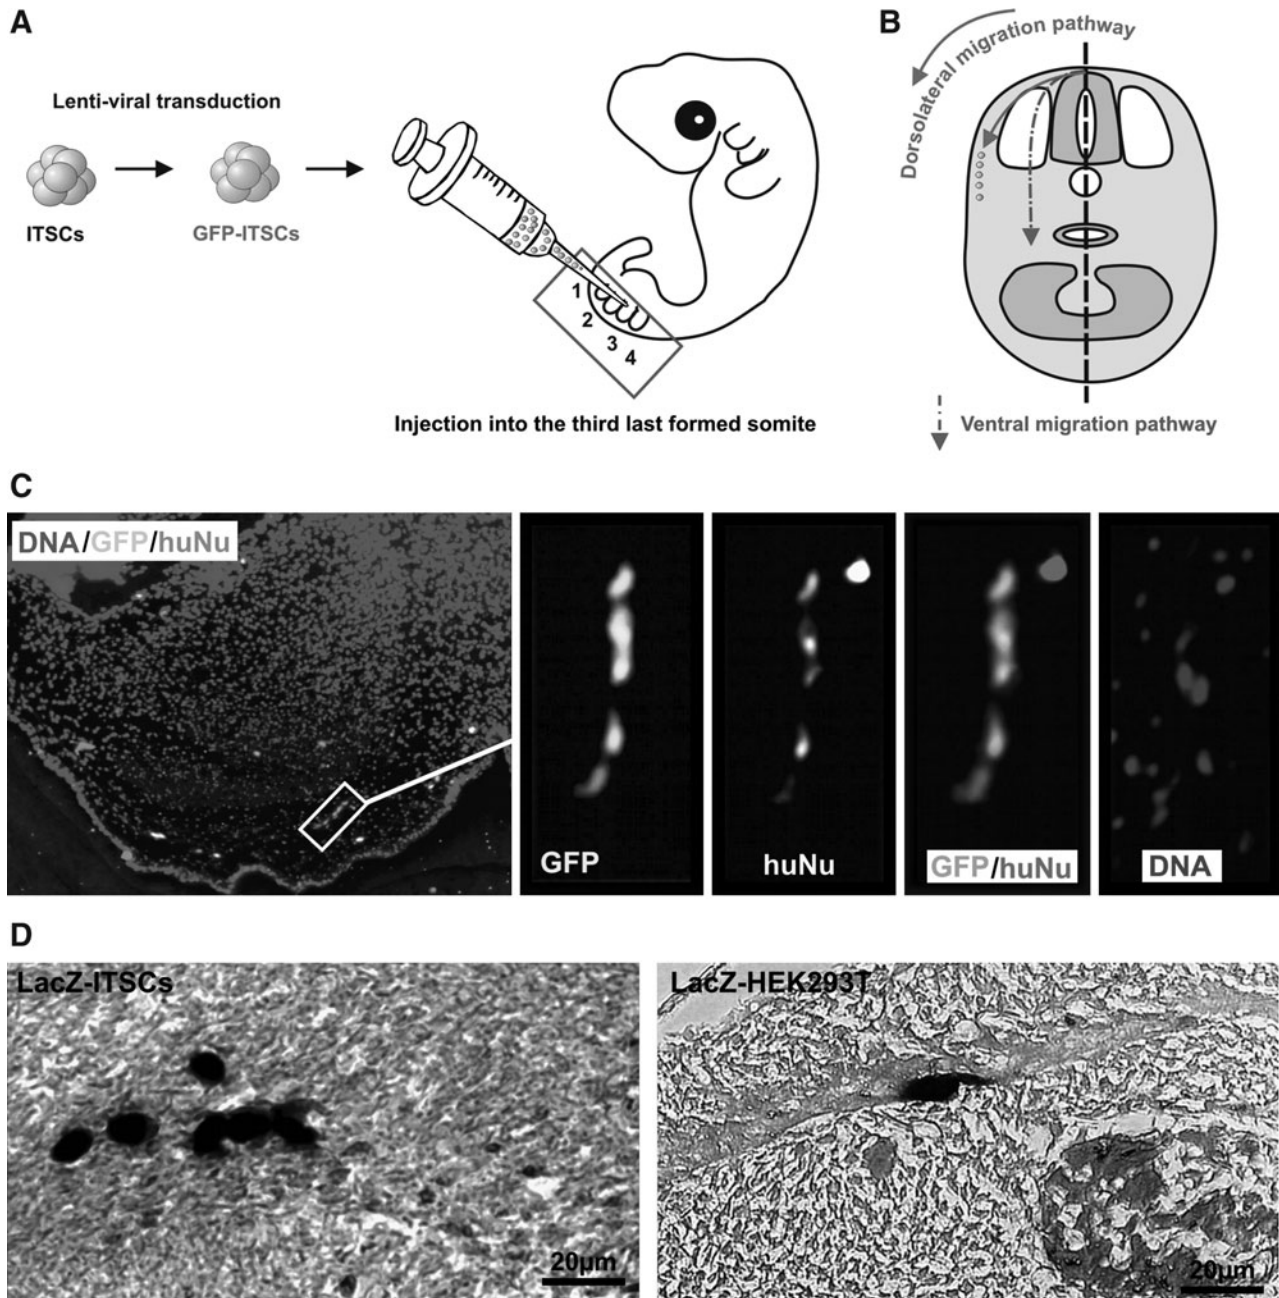 A
Lenti-viral transduction
ITSCs
GFP-ITSCs
1
2
3
4
Injection into the third last formed somite
B
Dorsolateral migration pathway
Ventral migration pathway
C
DNA/GFP/huNu
GFP
huNu
GFP/huNu
DNA
D
LacZ-ITSCs
20µm
LacZ-HEK293T
20µm